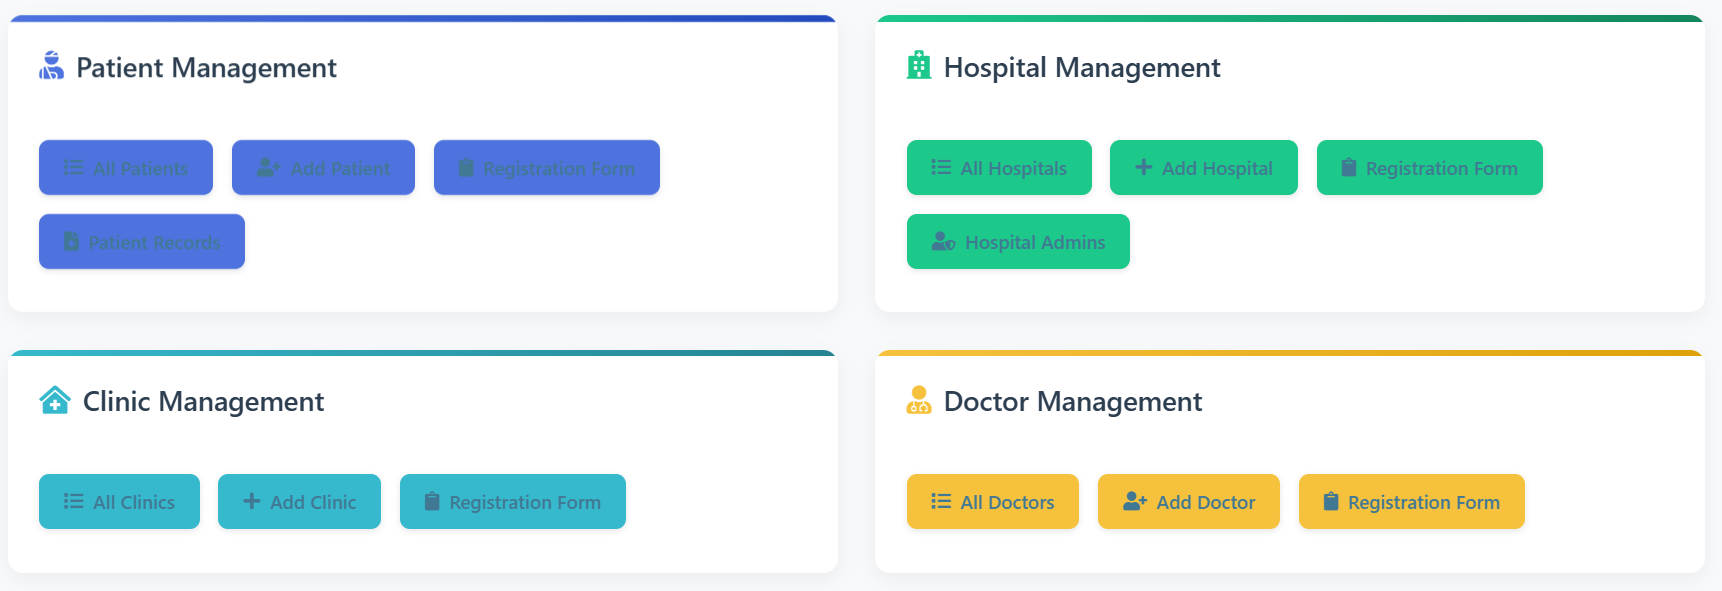 Patient Management
All Patients Add Patient Registration Form
Patient Records
Hospital Management
All Hospitals Add Hospital Registration Form
Hospital Admins
Clinic Management
All Clinics Add Clinic Registration Form
Doctor Management
All Doctors Add Doctor Registration Form